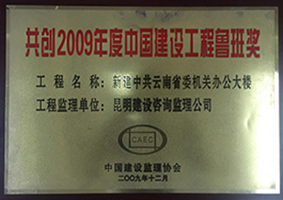 共创2009年度中国建设工程鲁班奖
工程名称：新建中共云南省委机关办公大楼
工程监理单位：昆明建设咨询监理公司
CAEC
中国建设监理协会
二〇〇九年十二月